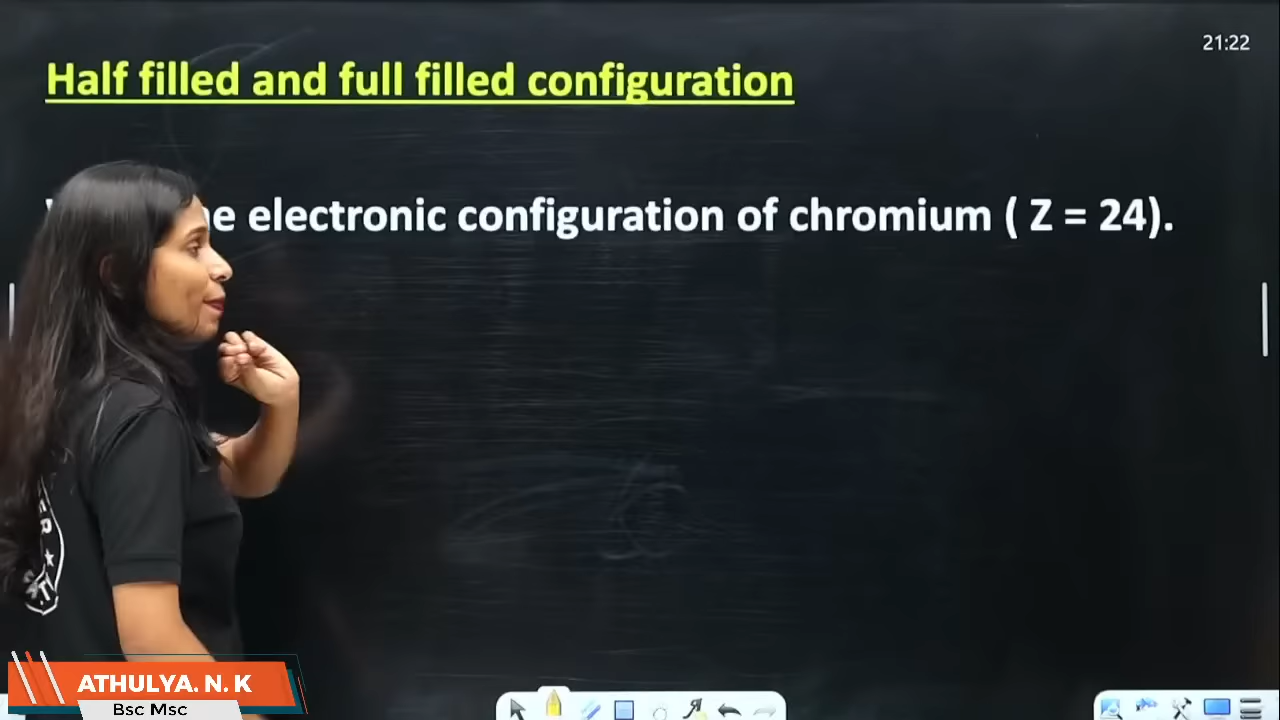 21:22
Half filled and full filled configuration
electronic configuration of chromium ( Z = 24).
ATHULYA. N. K
Bsc Msc